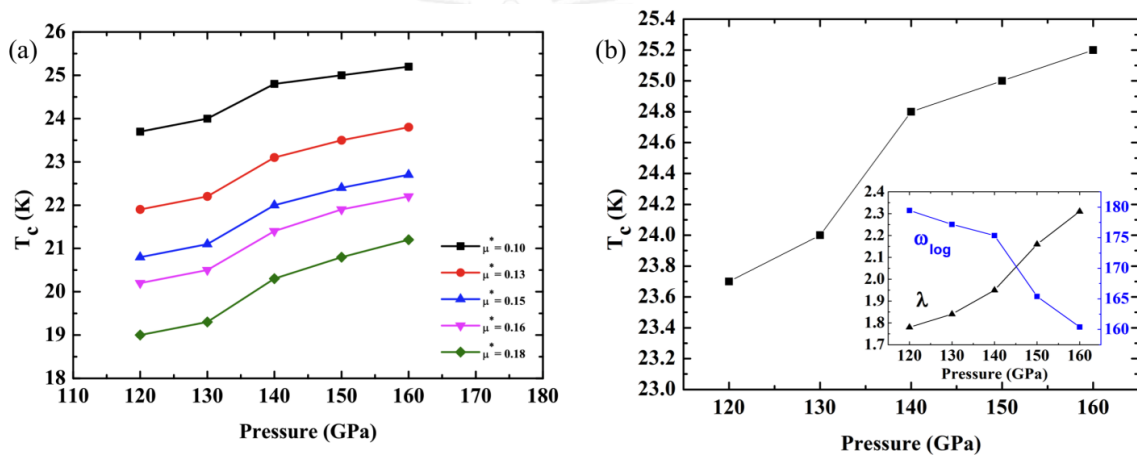 (a)
26
25
24
23
22
21
20
19
18
T_c (K)
110 120 130 140 150 160 170 180
Pressure (GPa)
μ* = 0.10
μ* = 0.13
μ* = 0.15
μ* = 0.16
μ* = 0.18
(b)
25.4
25.2
25.0
24.8
24.6
24.4
24.2
24.0
23.8
23.6
23.4
23.2
23.0
T_c (K)
120 130 140 150 160
Pressure (GPa)
2.4
2.3
2.2
2.1
2.0
1.9
1.8
1.7
ω_log
λ
180
175
170
165
160
120 130 140 150 160
Pressure (GPa)